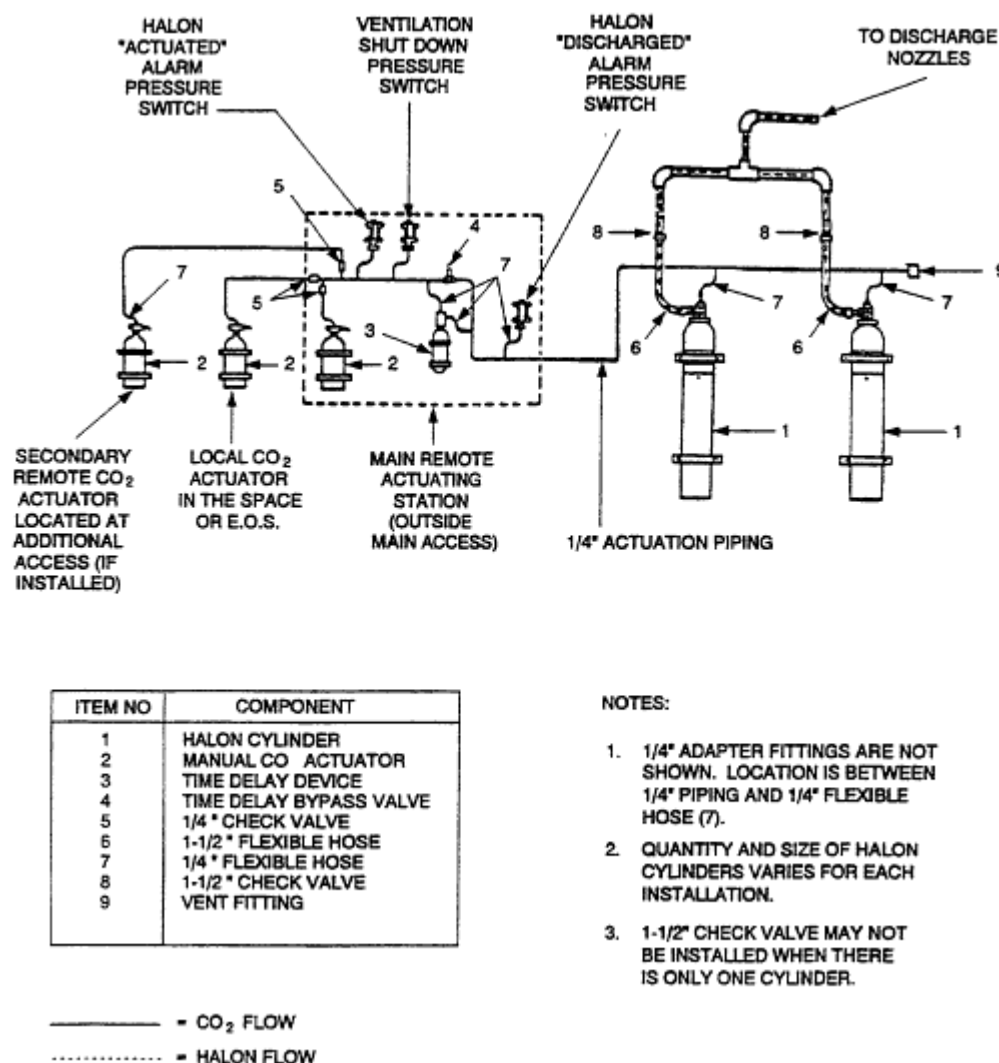 HALON
"ACTUATED"
ALARM
PRESSURE
SWITCH
VENTILATION
SHUT DOWN
PRESSURE
SWITCH
HALON
"DISCHARGED"
ALARM
PRESSURE
SWITCH
TO DISCHARGE
NOZZLES
5
4
8
8
7
7
9
5
3
7
7
6
6
2
2
2
1
1
SECONDARY
REMOTE CO2
ACTUATOR
LOCATED AT
ADDITIONAL
ACCESS (IF
INSTALLED)
LOCAL CO2
ACTUATOR
IN THE SPACE
OR E.O.S.
MAIN REMOTE
ACTUATING
STATION
(OUTSIDE
MAIN ACCESS)
1/4" ACTUATION PIPING
ITEM NO COMPONENT
1 HALON CYLINDER
2 MANUAL CO ACTUATOR
3 TIME DELAY DEVICE
4 TIME DELAY BYPASS VALVE
5 1/4" CHECK VALVE
6 1-1/2" FLEXIBLE HOSE
7 1/4" FLEXIBLE HOSE
8 1-1/2" CHECK VALVE
9 VENT FITTING
NOTES:
1. 1/4" ADAPTER FITTINGS ARE NOT
SHOWN. LOCATION IS BETWEEN
1/4" PIPING AND 1/4" FLEXIBLE
HOSE (7).
2. QUANTITY AND SIZE OF HALON
CYLINDERS VARIES FOR EACH
INSTALLATION.
3. 1-1/2" CHECK VALVE MAY NOT
BE INSTALLED WHEN THERE
IS ONLY ONE CYLINDER.
= CO2 FLOW
= HALON FLOW